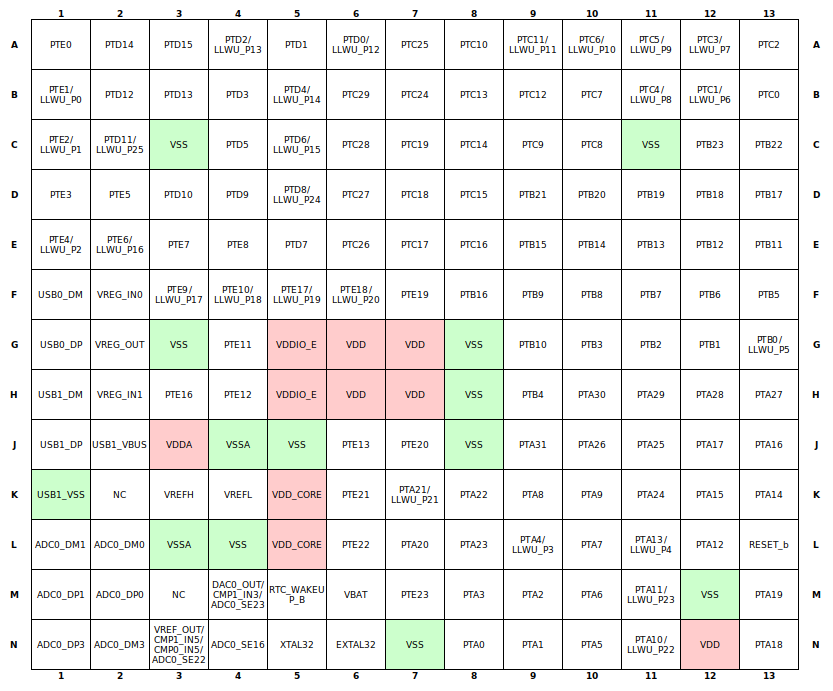 1 2 3 4 5 6 7 8 9 10 11 12 13
A PTE0 PTD14 PTD15 PTD2/ LLWU_P13 PTD1 PTD0/ LLWU_P12 PTC25 PTC10 PTC11/ LLWU_P11 PTC6/ LLWU_P10 PTC5/ LLWU_P9 PTC3/ LLWU_P7 PTC2 A
B PTE1/ LLWU_P0 PTD12 PTD13 PTD3 PTD4/ LLWU_P14 PTC29 PTC24 PTC13 PTC12 PTC7 PTC4/ LLWU_P8 PTC1/ LLWU_P6 PTC0 B
C PTE2/ LLWU_P1 PTD11/ LLWU_P25 VSS PTD5 PTD6/ LLWU_P15 PTC28 PTC19 PTC14 PTC9 PTC8 VSS PTB23 PTB22 C
D PTE3 PTE5 PTD10 PTD9 PTD8/ LLWU_P24 PTC27 PTC18 PTC15 PTB21 PTB20 PTB19 PTB18 PTB17 D
E PTE4/ LLWU_P2 PTE6/ LLWU_P16 PTE7 PTE8 PTD7 PTC26 PTC17 PTC16 PTB15 PTB14 PTB13 PTB12 PTB11 E
F USB0_DM VREG_IN0 PTE9/ LLWU_P17 PTE10/ LLWU_P18 PTE17/ LLWU_P19 PTE18/ LLWU_P20 PTE19 PTB16 PTB9 PTB8 PTB7 PTB6 PTB5 F
G USB0_DP VREG_OUT VSS PTE11 VDDIO_E VDD VDD VSS PTB10 PTB3 PTB2 PTB1 PTB0/ LLWU_P5 G
H USB1_DM VREG_IN1 PTE16 PTE12 VDDIO_E VDD VDD VSS PTB4 PTA30 PTA29 PTA28 PTA27 H
J USB1_DP USB1_VBUS VDDA VSSA VSS PTE13 PTE20 VSS PTA31 PTA26 PTA25 PTA17 PTA16 J
K USB1_VSS NC VREFH VREFL VDD_CORE PTE21 PTA21/ LLWU_P21 PTA22 PTA8 PTA9 PTA24 PTA15 PTA14 K
L ADC0_DM1 ADC0_DM0 VSSA VSS VDD_CORE PTE22 PTA20 PTA23 PTA4/ LLWU_P3 PTA7 PTA13/ LLWU_P4 PTA12 RESET_b L
M ADC0_DP1 ADC0_DP0 NC DAC0_OUT/ CMP1_IN3/ ADC0_SE23 RTC_WAKEU P_B VBAT PTE23 PTA3 PTA2 PTA6 PTA11/ LLWU_P23 VSS PTA19 M
N ADC0_DP3 ADC0_DM3 VREF_OUT/ CMP1_IN5/ CMP0_IN5/ ADC0_SE22 ADC0_SE16 XTAL32 EXTAL32 VSS PTA0 PTA1 PTA5 PTA10/ LLWU_P22 VDD PTA18 N
1 2 3 4 5 6 7 8 9 10 11 12 13